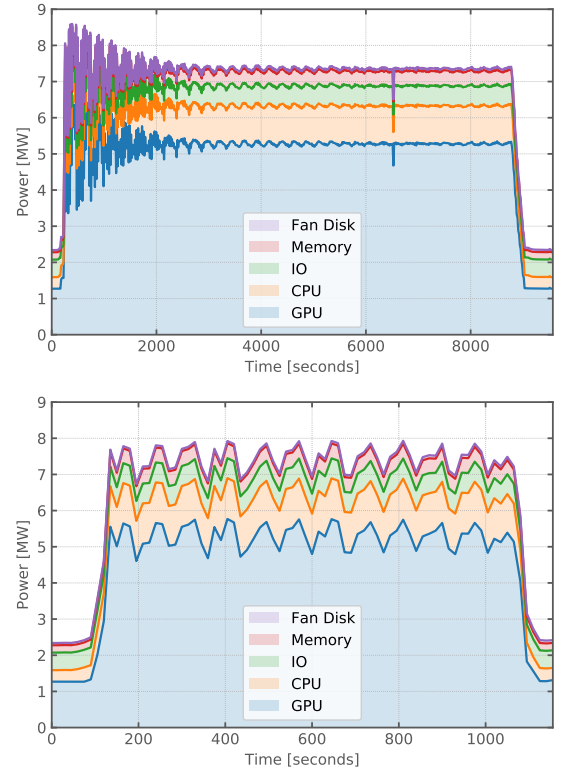 9
8
7
6
5
4
3
2
1
0
Power [MW]
Fan Disk
Memory
IO
CPU
GPU
0 2000 4000 6000 8000
Time [seconds]
9
8
7
6
5
4
3
2
1
0
Power [MW]
Fan Disk
Memory
IO
CPU
GPU
0 200 400 600 800 1000
Time [seconds]